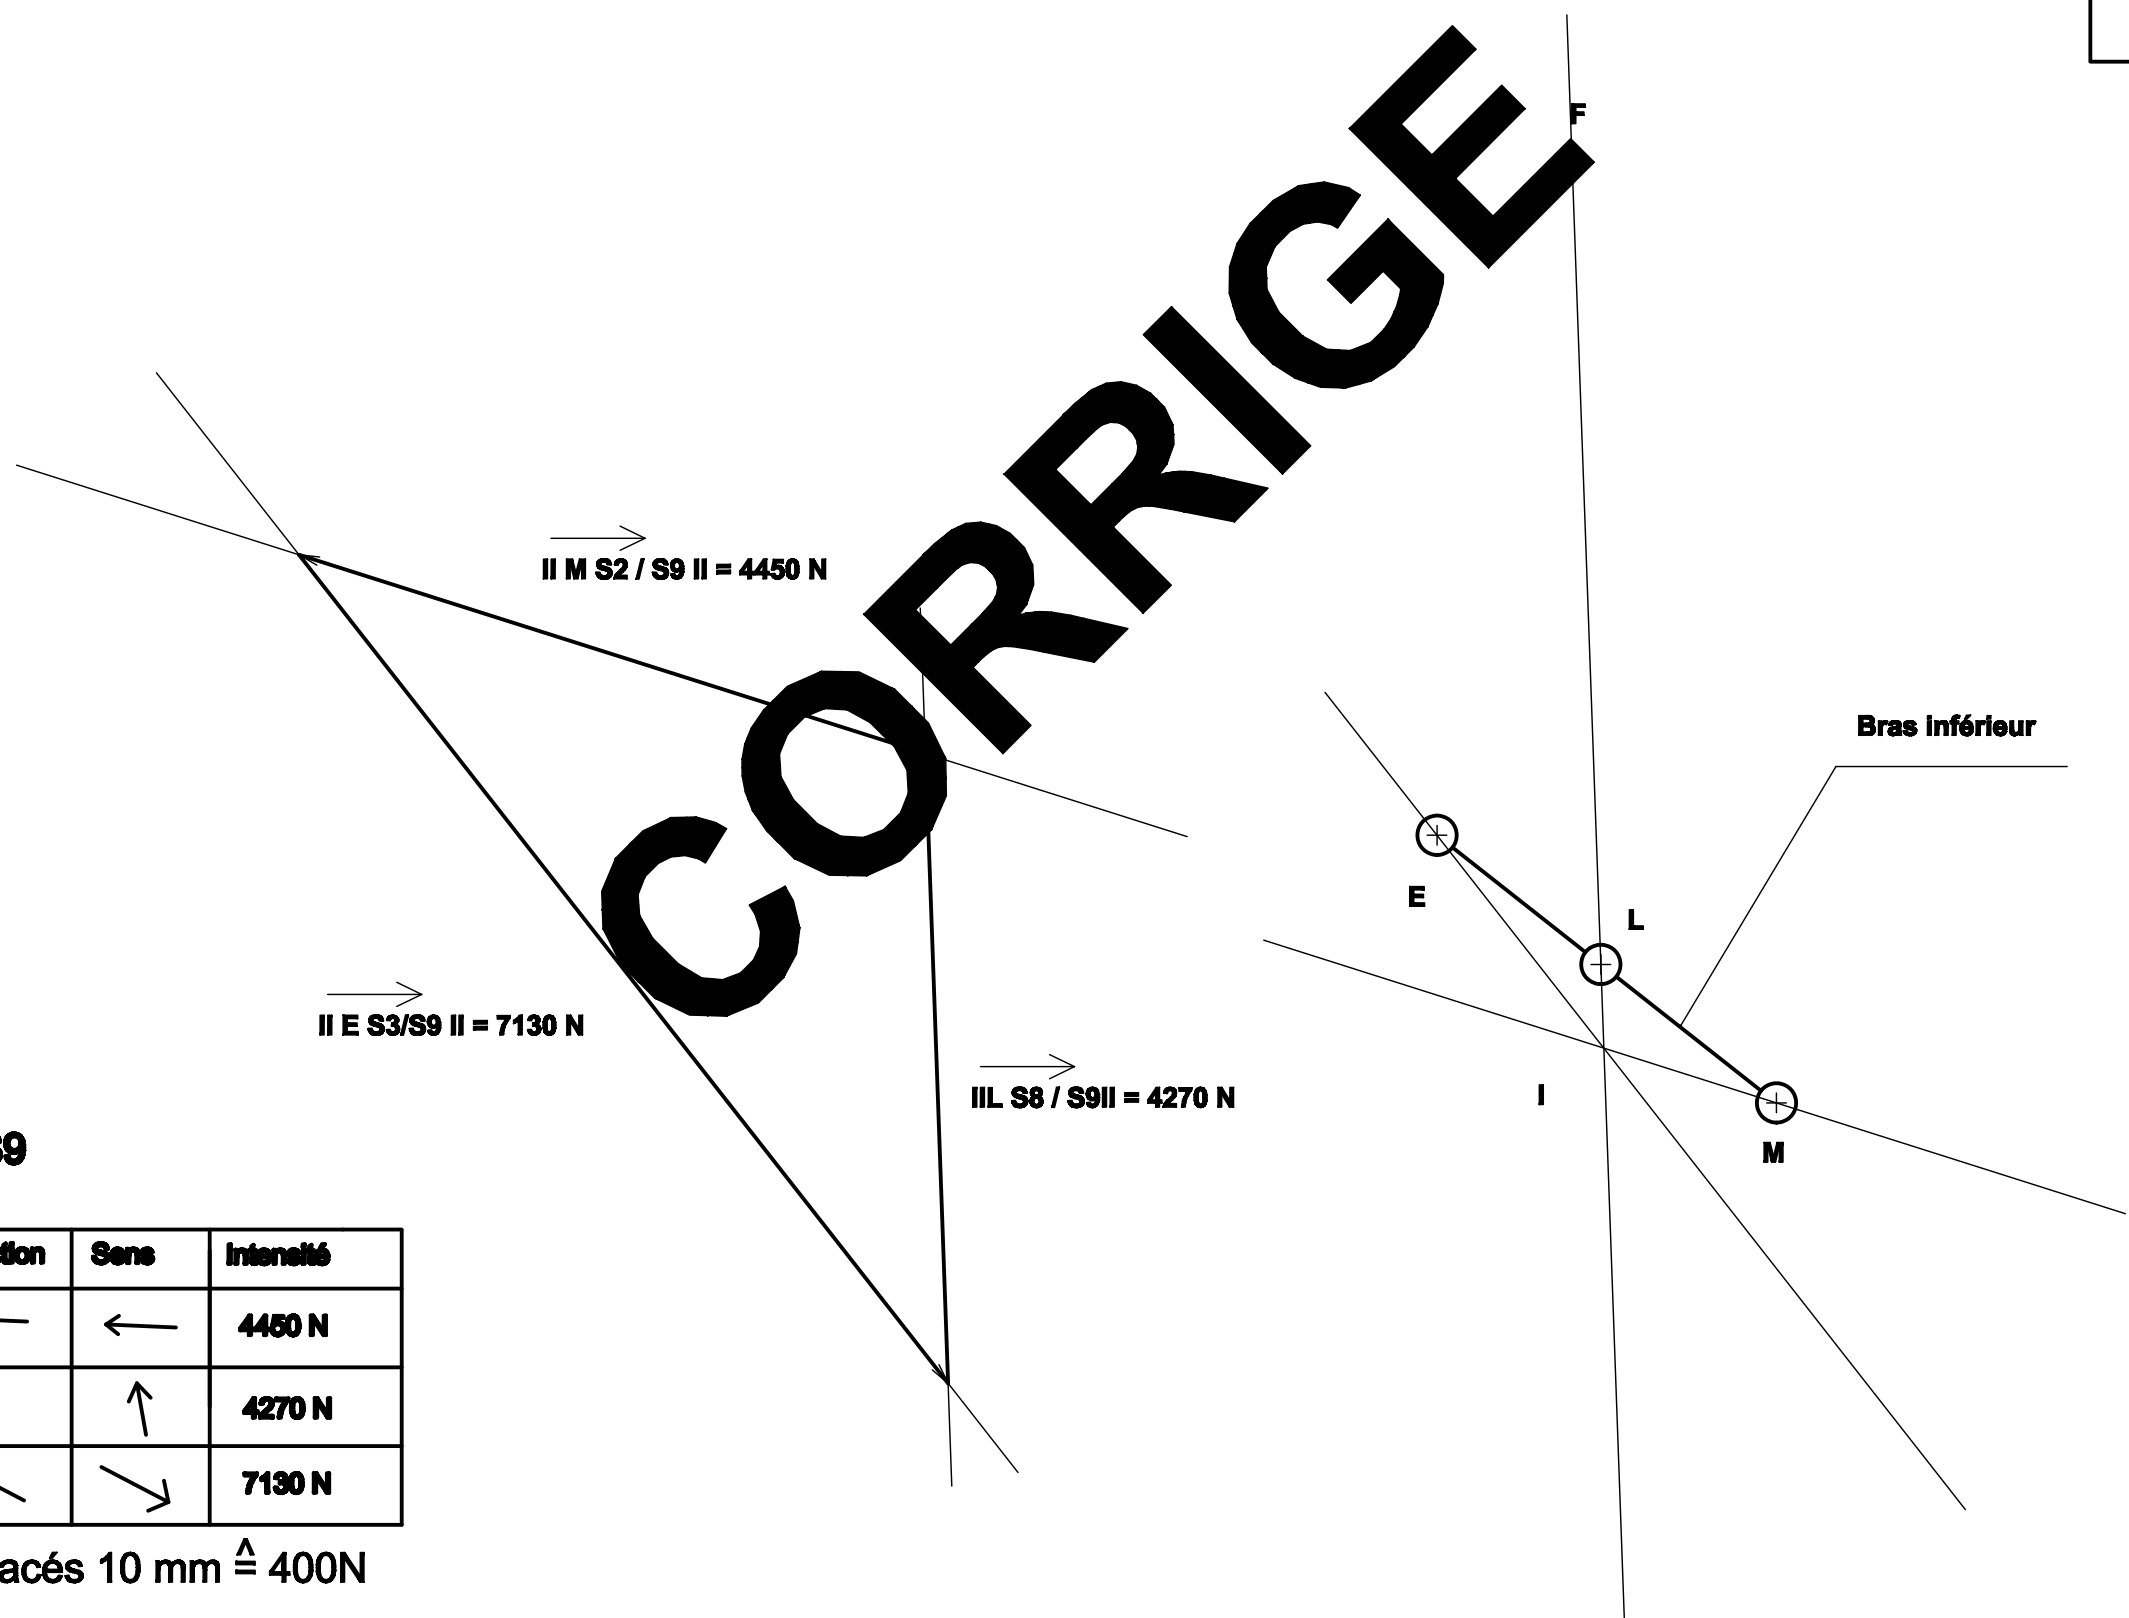 CORRIGE
F
II M S2 / S9 II = 4450 N
Bras inférieur
E
L
II E S3/S9 II = 7130 N
IIL S8 / S9II = 4270 N
I
M
S9
Sens Intensité
4450 N
4270 N
7130 N
acés 10 mm ≙ 400N